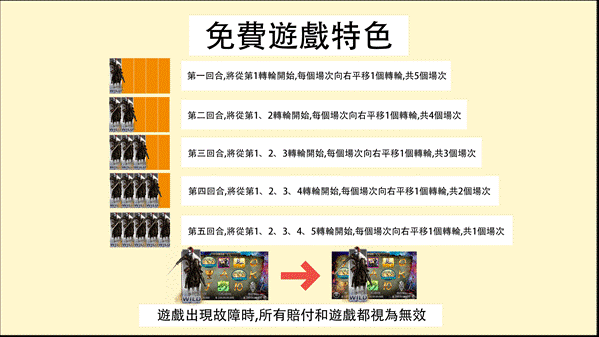 免費遊戲特色
第一回合,將從第1轉輪開始,每個場次向右平移1個轉輪,共5個場次
第二回合,將從第1、2轉輪開始,每個場次向右平移1個轉輪,共4個場次
第三回合,將從第1、2、3轉輪開始,每個場次向右平移1個轉輪,共3個場次
第四回合,將從第1、2、3、4轉輪開始,每個場次向右平移1個轉輪,共2個場次
第五回合,將從第1、2、3、4、5轉輪開始,每個場次向右平移1個轉輪,共1個場次
WILD
WILD
遊戲出現故障時,所有賠付和遊戲都視為無效